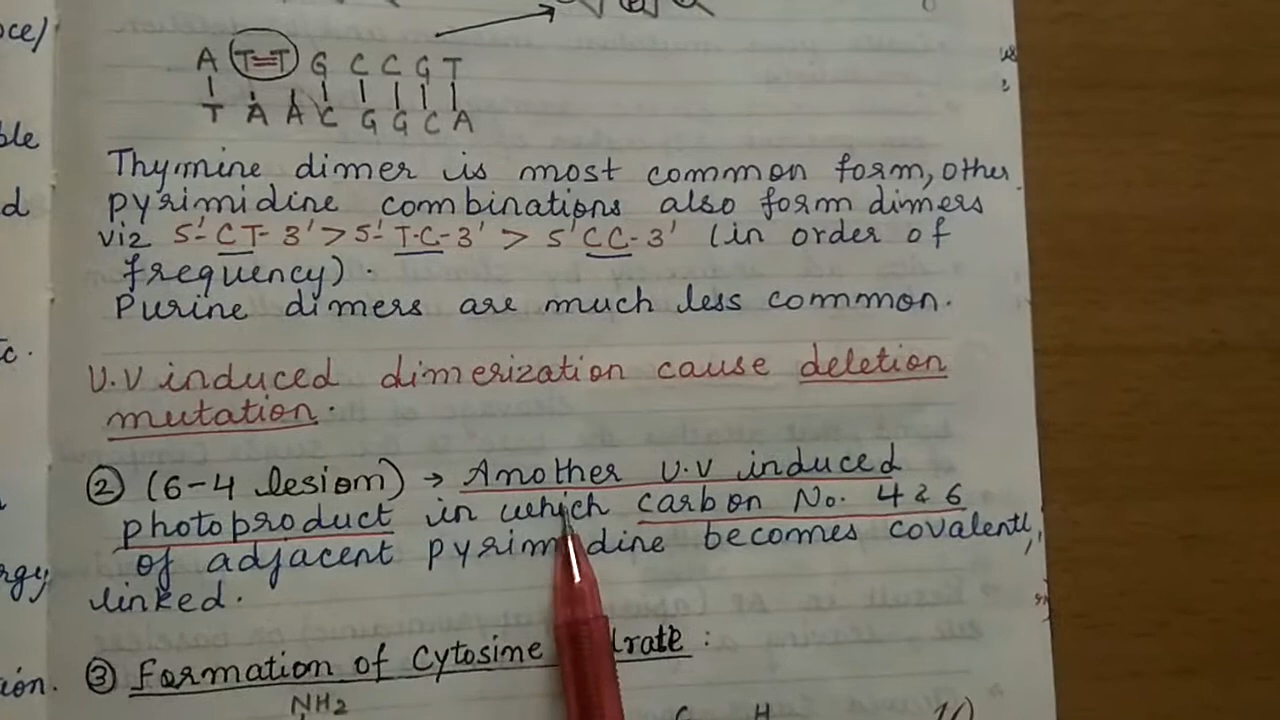 A T=T G C C G T
T A A C G G C A
Thymine dimer is most common form, other
pyrimidine combinations also form dimers
viz 5'-CT-3' > 5'-T-C-3' > 5'CC-3' (in order of
frequency).
Purine dimers are much less common.
U.V induced dimerization cause deletion
mutation.
② (6-4 lesion) → Another U.V induced
photoproduct in which carbon No. 4 & 6
of adjacent pyrimidine becomes covalently
linked.
③ Formation of Cytosine :
NH2